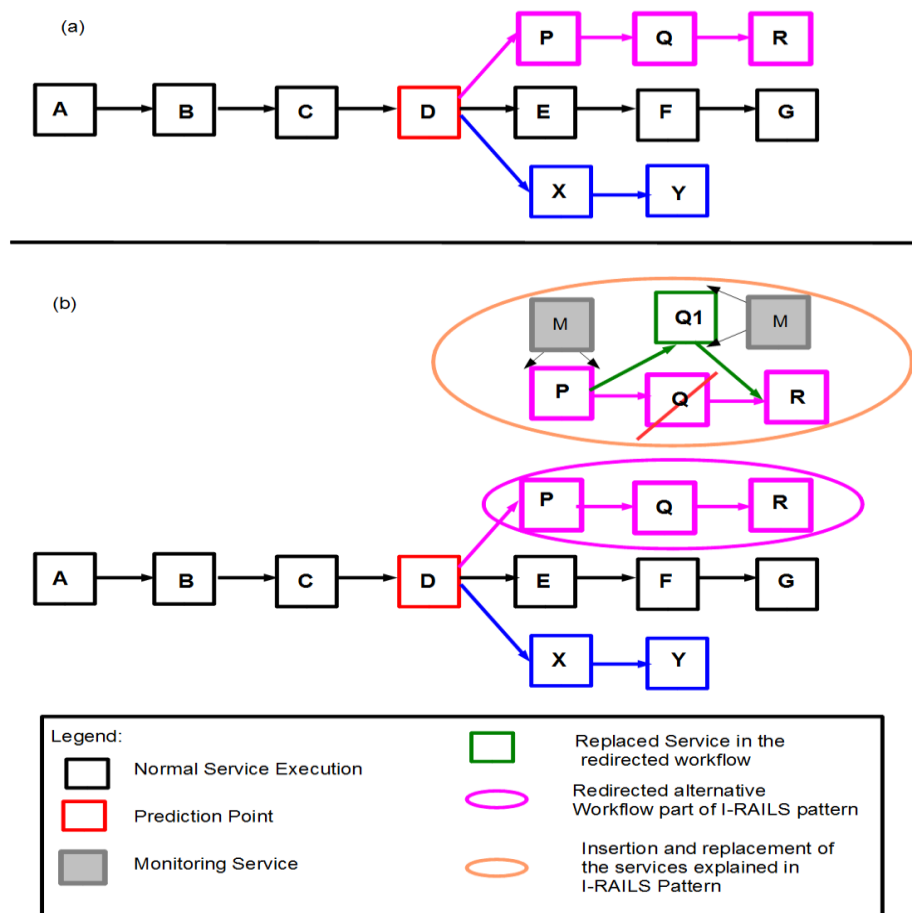 (a)
P Q R
A B C D E F G
X Y
(b)
M Q1 M
P Q R
P Q R
A B C D E F G
X Y
Legend:
Normal Service Execution
Prediction Point
Monitoring Service
Replaced Service in the
redirected workflow
Redirected alternative
Workflow part of I-RAILS pattern
Insertion and replacement of
the services explained in
I-RAILS Pattern